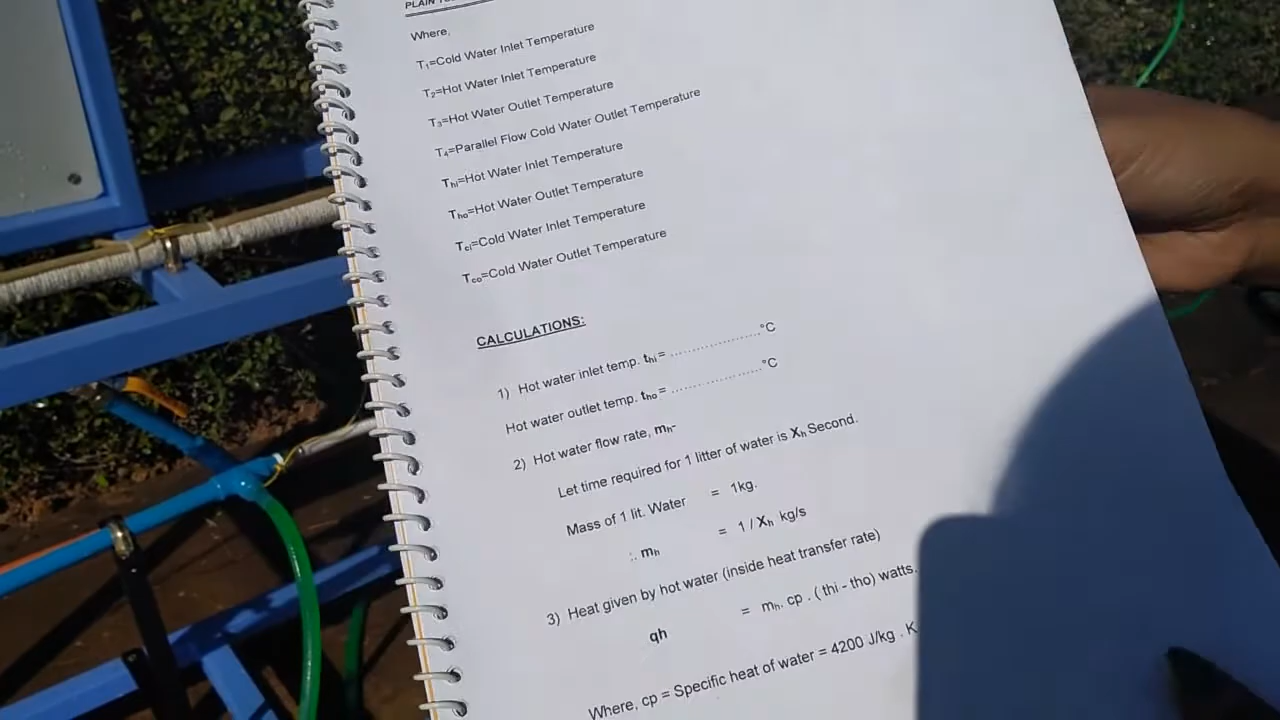 PLAIN
Where,
T₁=Cold Water Inlet Temperature
T₂=Hot Water Inlet Temperature
T₃=Hot Water Outlet Temperature
T₄=Parallel Flow Cold Water Outlet Temperature
Tₕᵢ=Hot Water Inlet Temperature
Tₕₒ=Hot Water Outlet Temperature
T꜀ᵢ=Cold Water Inlet Temperature
T꜀ₒ=Cold Water Outlet Temperature
CALCULATIONS:
1) Hot water inlet temp. tₕᵢ= ......................°C
Hot water outlet temp. tₕₒ= ....... ...............°C
2) Hot water flow rate, mₕ-
Let time required for 1 litter of water is Xₕ Second.
Mass of 1 lit. Water = 1kg.
∴ mₕ = 1 / Xₕ kg/s
3) Heat given by hot water (inside heat transfer rate)
qh = mₕ. cp . ( thi - tho) watts.
Where, cp = Specific heat of water = 4200 J/kg . K